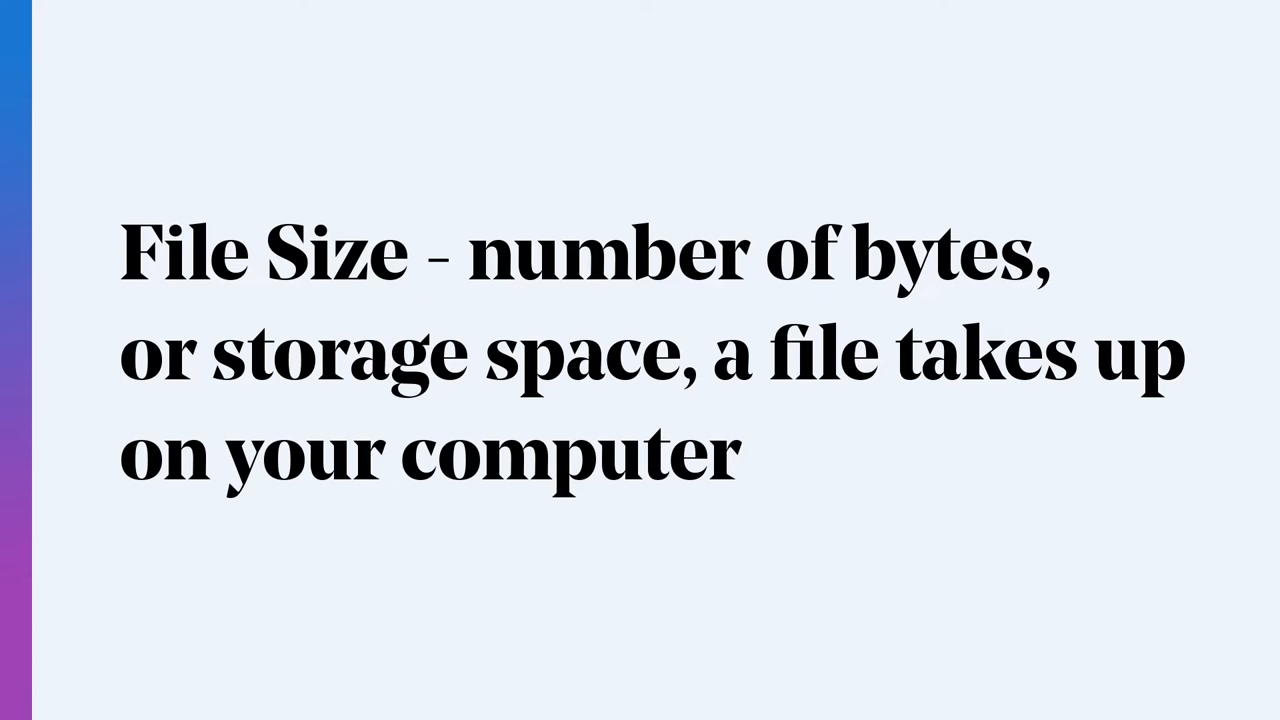 File Size - number of bytes,
or storage space, a file takes up
on your computer